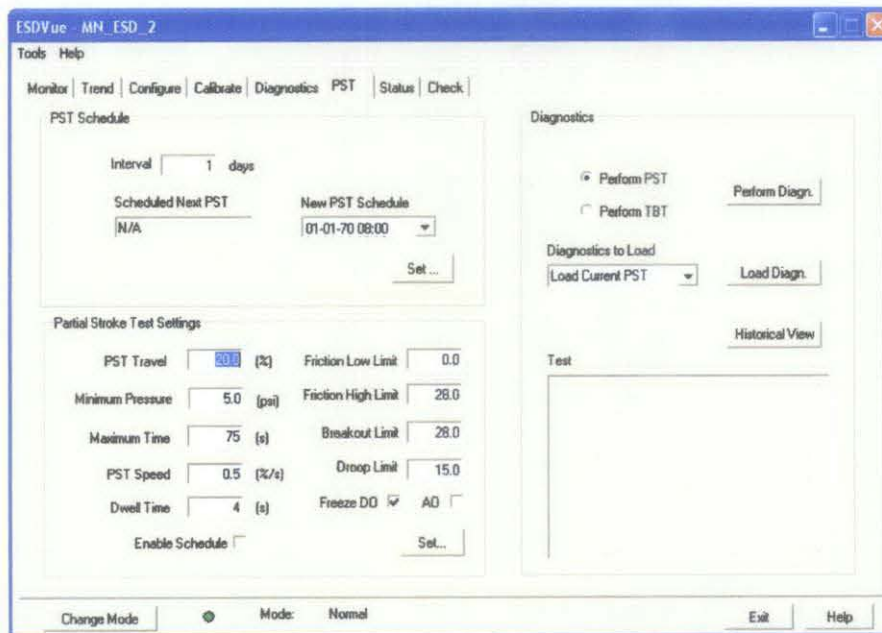 ESDVue - MN_ESD_2
Tools Help
Monitor Trend Configure Calibrate Diagnostics PST Status Check
PST Schedule
Interval 1 days
Scheduled Next PST New PST Schedule
N/A 01-01-70 08:00
Set ...
Partial Stroke Test Settings
PST Travel 20.0 (%) Friction Low Limit 0.0
Minimum Pressure 5.0 (psi) Friction High Limit 28.0
Maximum Time 75 (s) Breakout Limit 28.0
PST Speed 0.5 (%/s) Droop Limit 15.0
Dwell Time 4 (s) Freeze DO AO
Enable Schedule Set...
Diagnostics
Perform PST
Perform TBT
Perform Diagn.
Diagnostics to Load
Load Current PST Load Diagn.
Historical View
Test
Change Mode Mode: Normal Exit Help